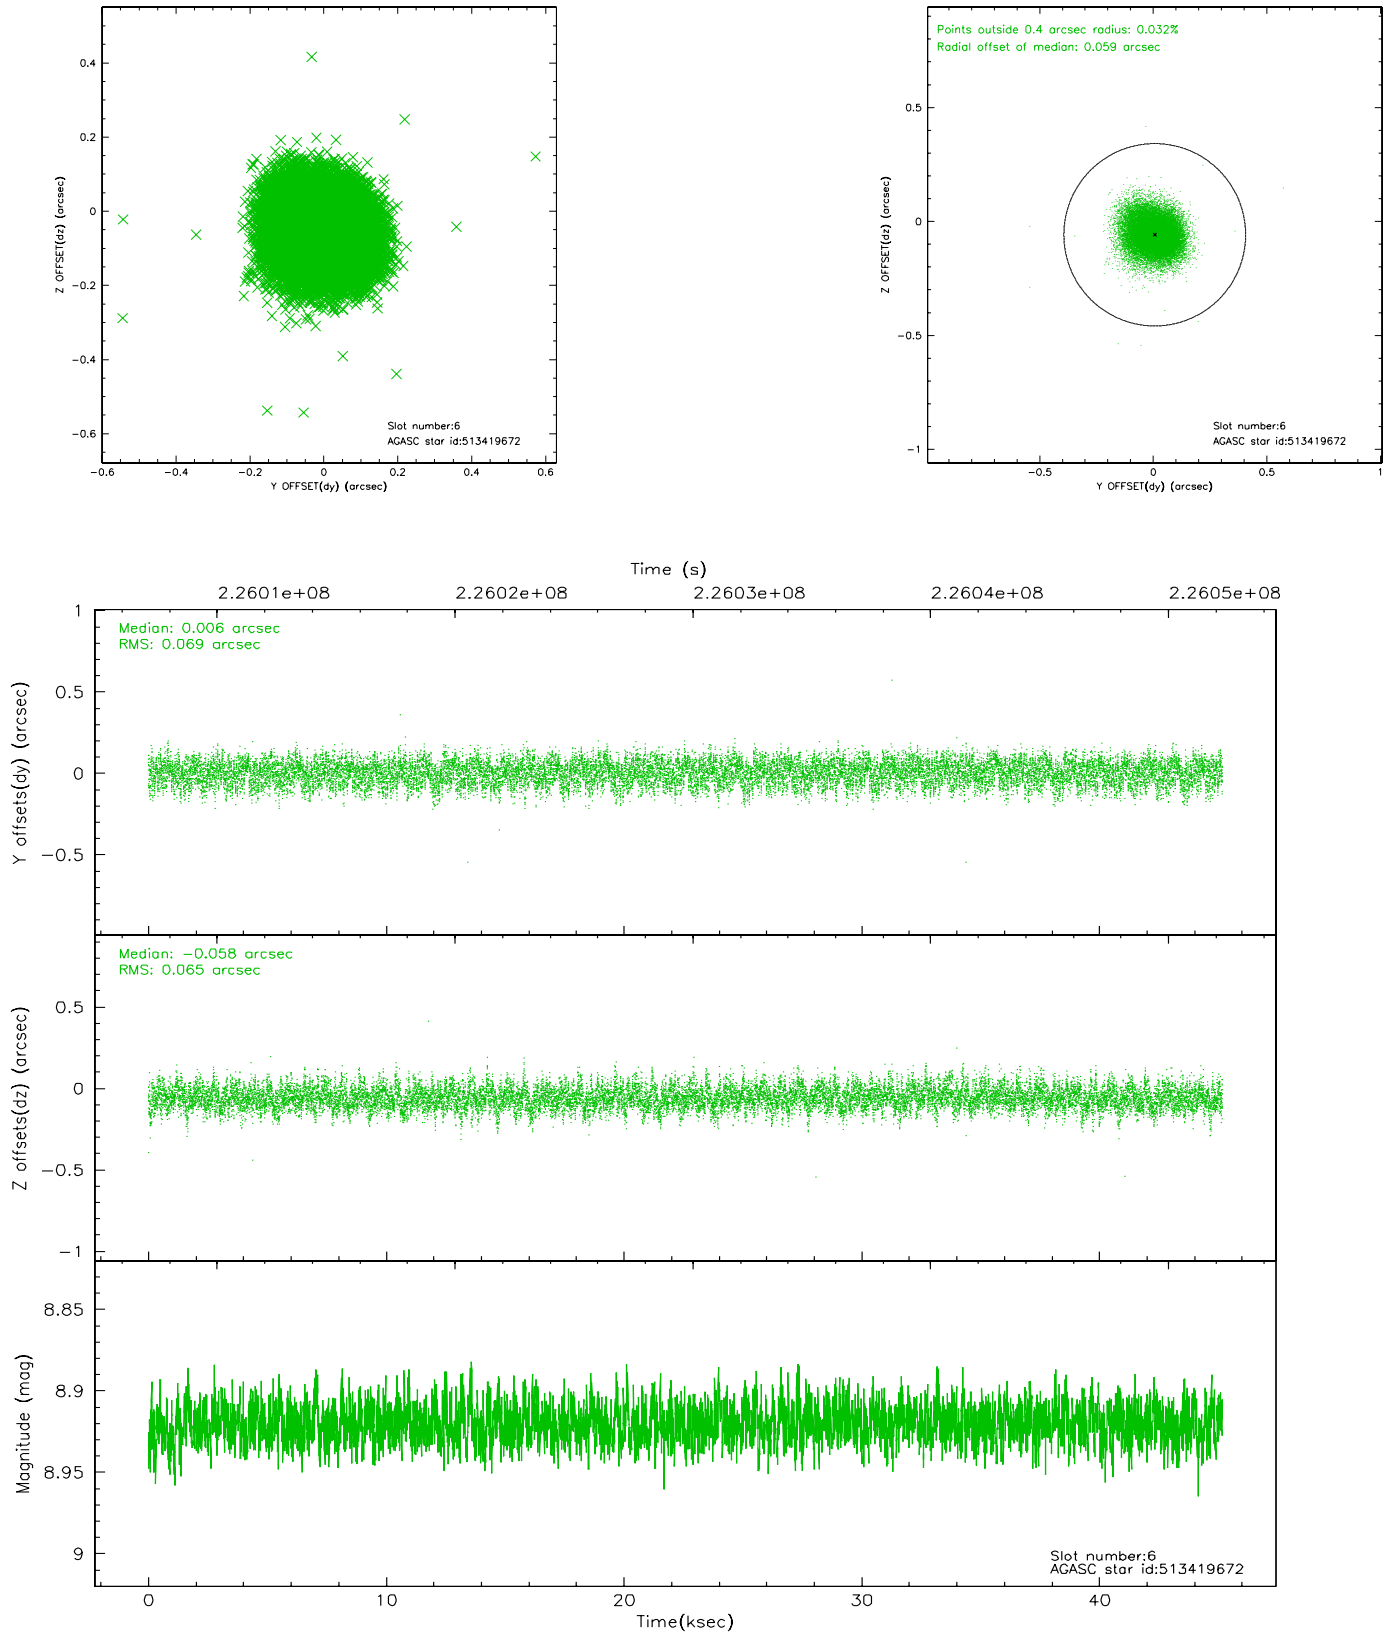 0.4
0.2
0
−0.2
−0.4
−0.6
Z OFFSET(dz) (arcsec)
−0.6 −0.4 −0.2 0 0.2 0.4 0.6
Y OFFSET(dy) (arcsec)
Slot number:6
AGASC star id:513419672
Points outside 0.4 arcsec radius: 0.032%
Radial offset of median: 0.059 arcsec
0.5
0
−0.5
−1
Z OFFSET(dz) (arcsec)
−0.5 0 0.5 1
Y OFFSET(dy) (arcsec)
Slot number:6
AGASC star id:513419672
Time (s)
2.2601e+08 2.2602e+08 2.2603e+08 2.2604e+08 2.2605e+08
Median: 0.006 arcsec
RMS: 0.069 arcsec
1
0.5
0
−0.5
Y offsets(dy) (arcsec)
Median: −0.058 arcsec
RMS: 0.065 arcsec
0.5
0
−0.5
−1
Z offsets(dz) (arcsec)
8.85
8.9
8.95
9
Magnitude (mag)
Slot number:6
AGASC star id:513419672
0 10 20 30 40
Time(ksec)